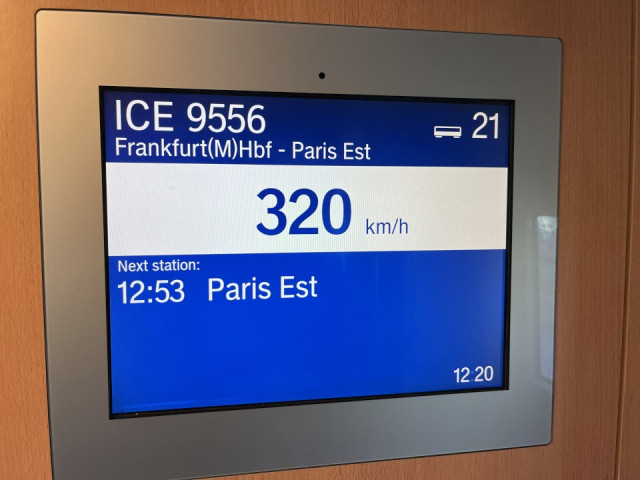 ICE 9556
21
Frankfurt(M)Hbf - Paris Est
320 km/h
Next station:
12:53 Paris Est
12:20